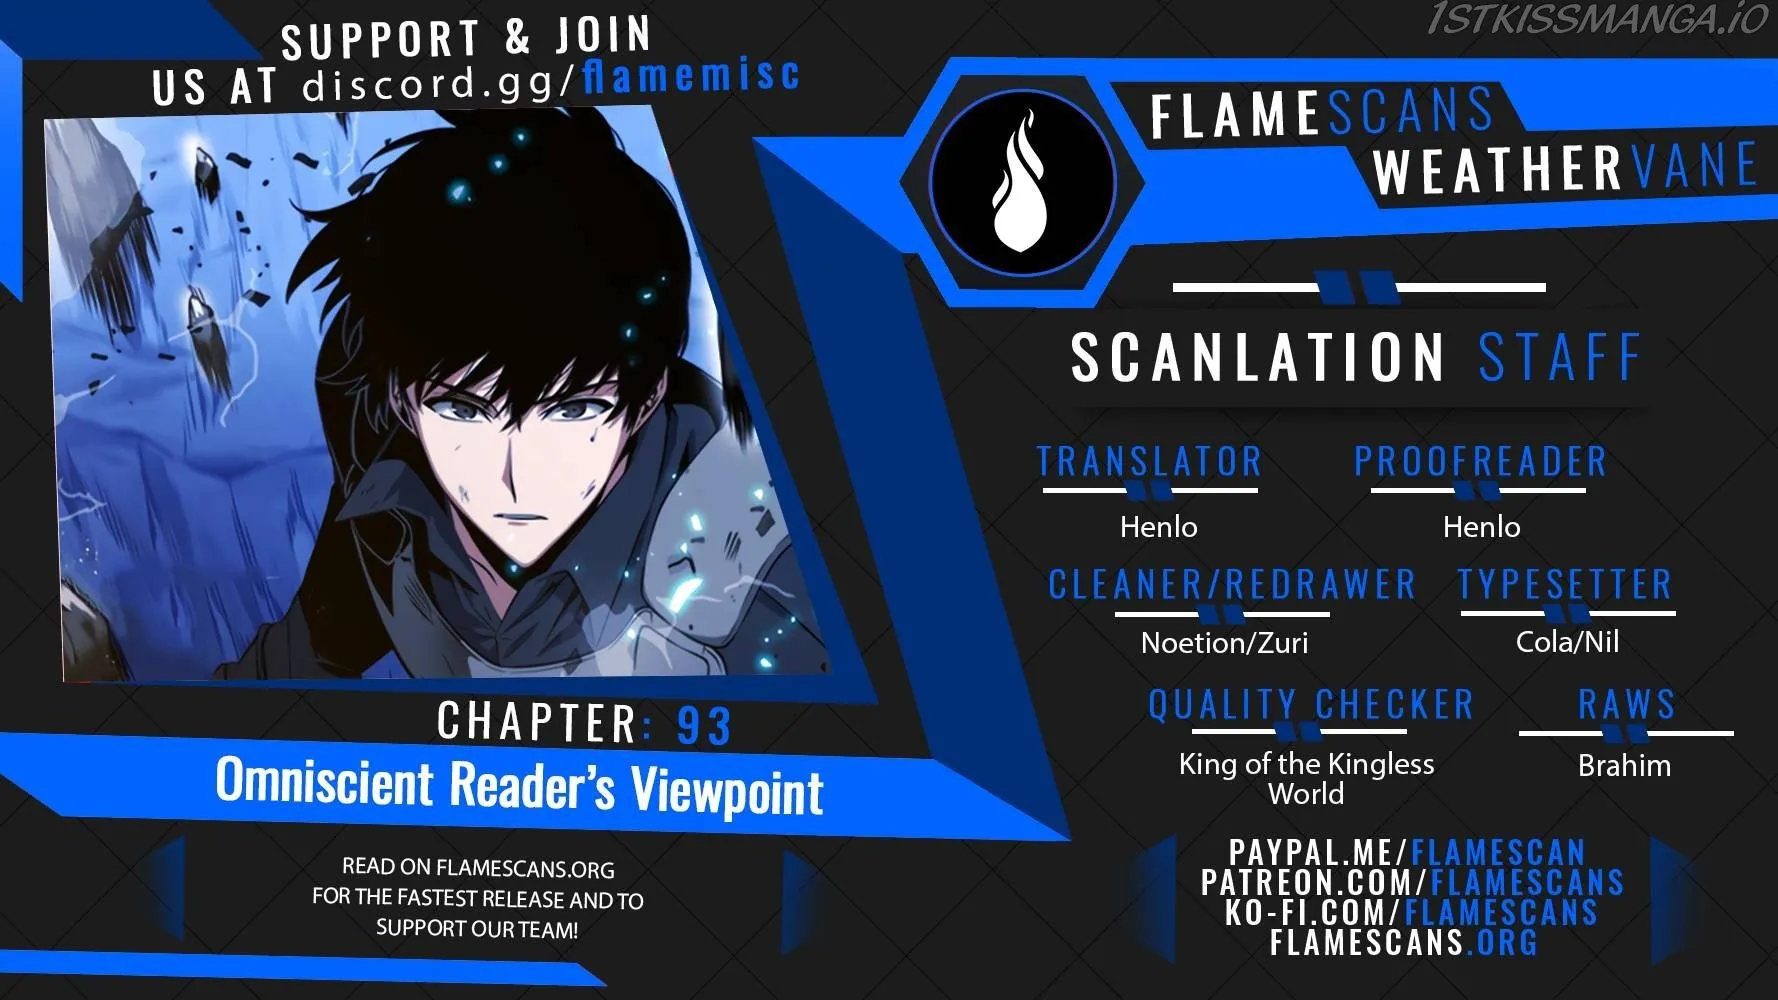 1STKISSMANGA.IO
SUPPORT & JOIN
US AT discord.gg/flamemisc
FLAMESCANS
WEATHERVANE
SCANLATION STAFF
TRANSLATOR
Henlo
PROOFREADER
Henlo
CLEANER/REDRAWER
Noetion/Zuri
TYPESETTER
Cola/Nil
QUALITY CHECKER
King of the Kingless
World
RAWS
Brahim
CHAPTER: 93
Omniscient Reader's Viewpoint
READ ON FLAMESCANS.ORG
FOR THE FASTEST RELEASE AND TO
SUPPORT OUR TEAM!
PAYPAL.ME/FLAMESCAN
PATREON.COM/FLAMESCANS
KO-FI.COM/FLAMESCANS
FLAMESCANS.ORG